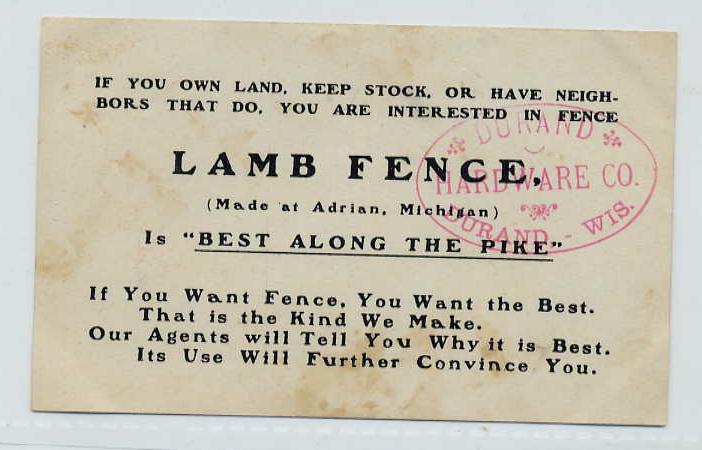 IF YOU OWN LAND, KEEP STOCK, OR HAVE NEIGH-
BORS THAT DO, YOU ARE INTERESTED IN FENCE
LAMB FENCE,
(Made at Adrian, Michigan)
Is "BEST ALONG THE PIKE"
If You Want Fence, You Want the Best.
That is the Kind We Make.
Our Agents will Tell You Why it is Best.
Its Use Will Further Convince You.
DURAND
HARDWARE CO.
DURAND - WIS.